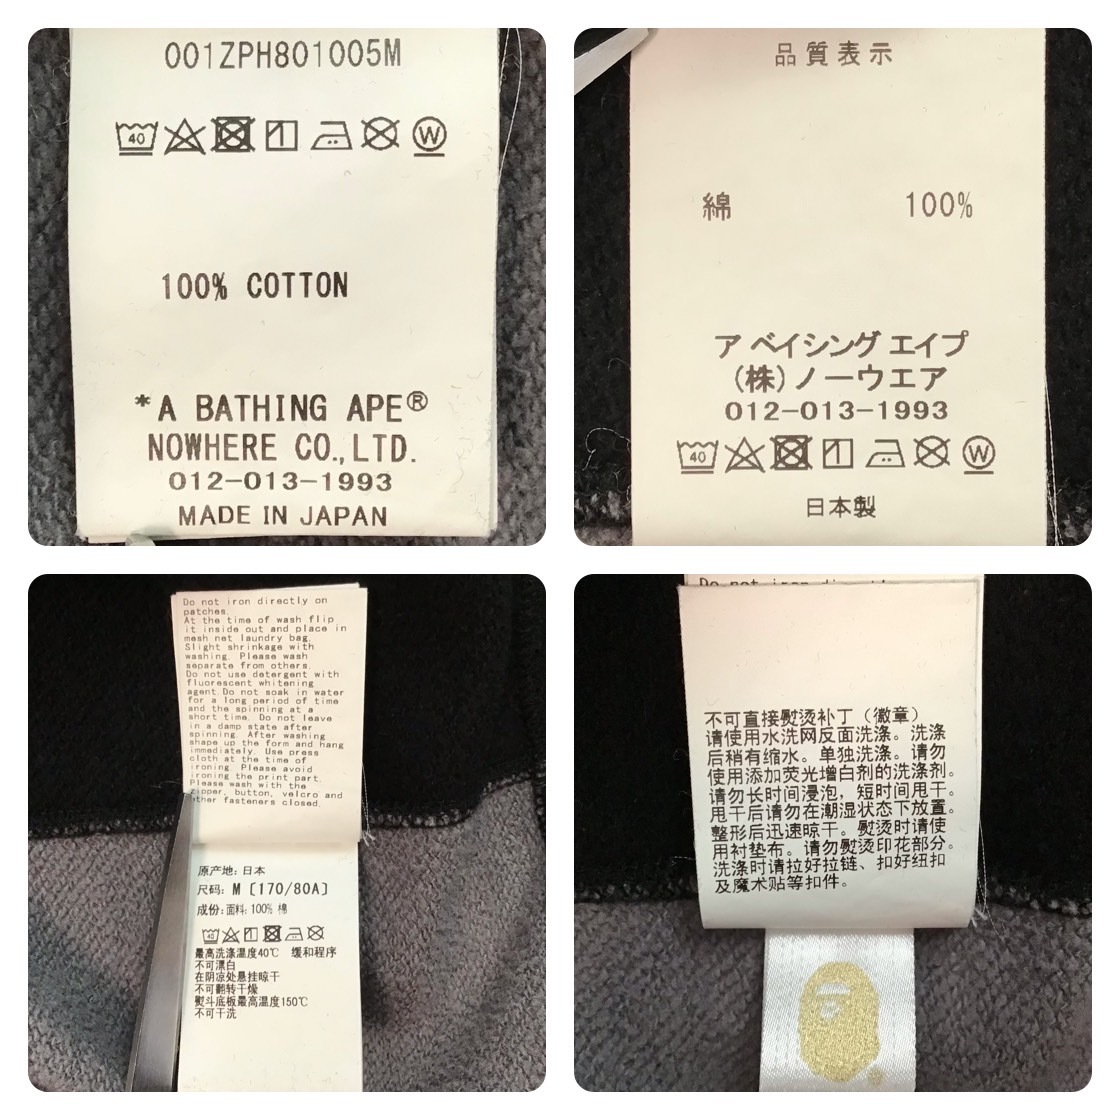 001ZPH801005M
40
100% COTTON
*A BATHING APE®
NOWHERE CO.,LTD.
012-013-1993
MADE IN JAPAN
品質表示
綿 100%
ア ベイシング エイプ
(株)ノーウエア
012-013-1993
40
日本製
Do not iron directly on
patches.
At the time of wash flip
it inside out and place in
mesh net laundry bag.
Slight shrinkage with
washing. Please wash
separate from others.
Do not use detergent with
fluorescent whitening
agent.Do not soak in water
for a long period of time
and the spinning at a
short time. Do not leave
in a damp state after
spinning. After washing
shape up the form and hang
immediately. Use press
cloth at the time of
ironing. Please avoid
ironing the print part.
Please wash with the
zipper, button, velcro and
other fasteners closed.
原产地: 日本
尺码: M [170/80A]
成份: 面料: 100% 棉
40
最高洗涤温度40℃ 缓和程序
不可漂白
在阴凉处悬挂晾干
不可翻转干燥
熨斗底板最高温度150℃
不可干洗
不可直接熨烫补丁（徽章）
请使用水洗网反面洗涤。洗涤
后稍有缩水。单独洗涤。请勿
使用添加荧光增白剂的洗涤剂。
请勿长时间浸泡，短时间甩干。
甩干后请勿在潮湿状态下放置。
整形后迅速晾干。熨烫时请使
用衬垫布。请勿熨烫印花部分。
洗涤时请拉好拉链、扣好纽扣
及魔术贴等扣件。